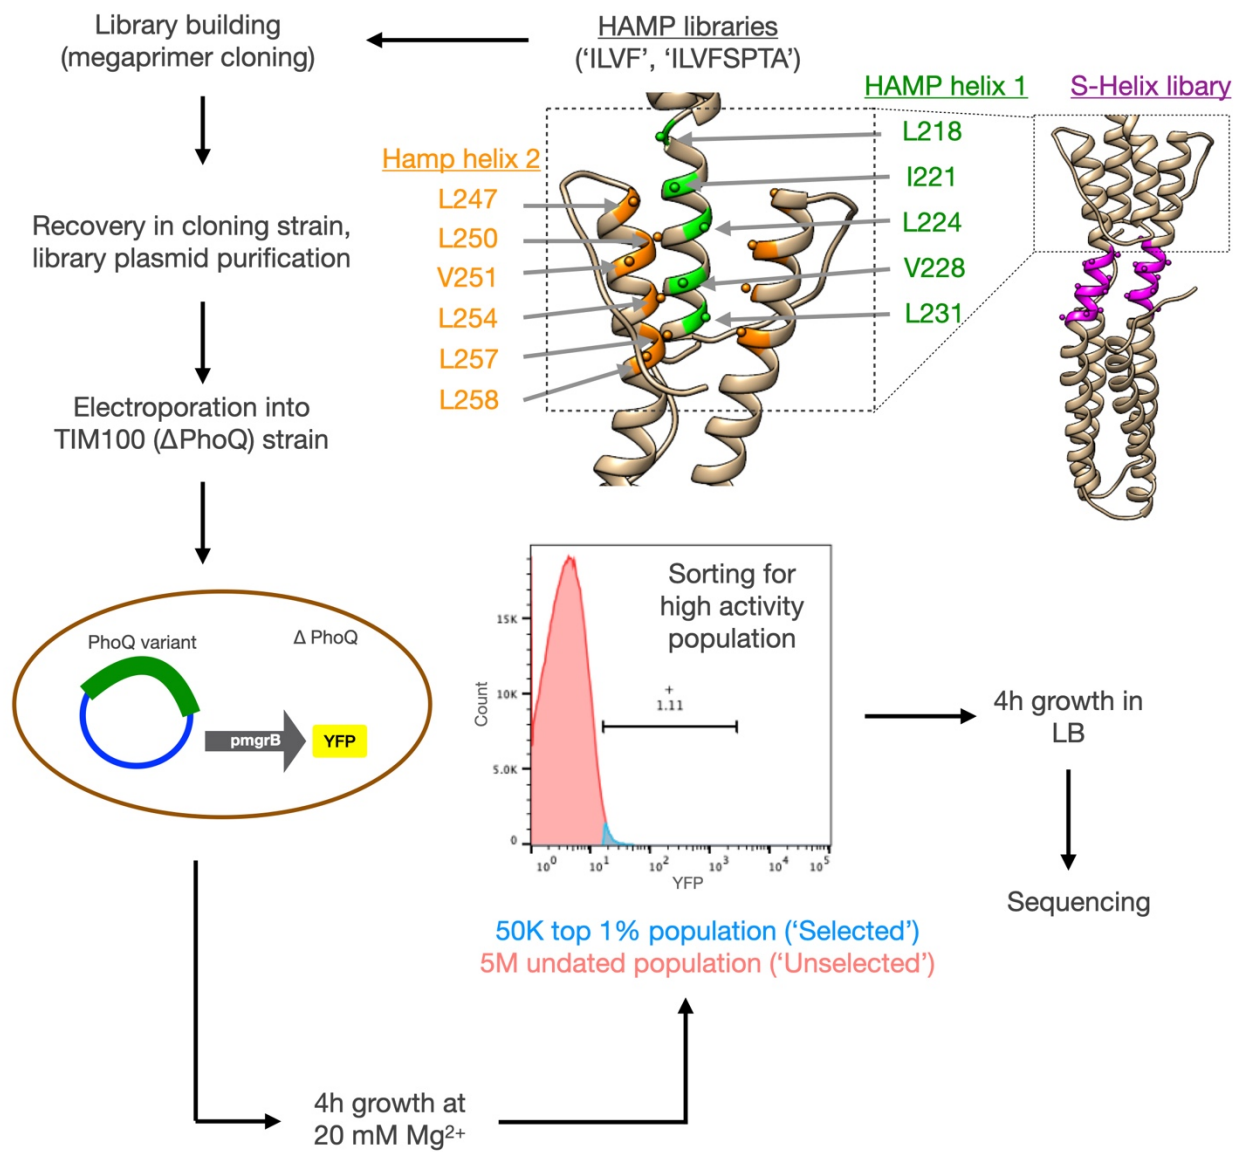 Library building
(megaprimer cloning)
HAMP libraries
(‘ILVF’, ‘ILVFSPTA’)
HAMP helix 1
S-Helix libary
L218
I221
L224
V228
L231
Hamp helix 2
L247
L250
V251
L254
L257
L258
Recovery in cloning strain,
library plasmid purification
Electroporation into
TIM100 (ΔPhoQ) strain
PhoQ variant
Δ PhoQ
pmgrB
YFP
Sorting for
high activity
population
+
1.11
Count
15K
10K
5.0K
0
10⁰ 10¹ 10² 10³ 10⁴ 10⁵
YFP
50K top 1% population (‘Selected’)
5M undated population (‘Unselected’)
4h growth in
LB
Sequencing
4h growth at
20 mM Mg²⁺